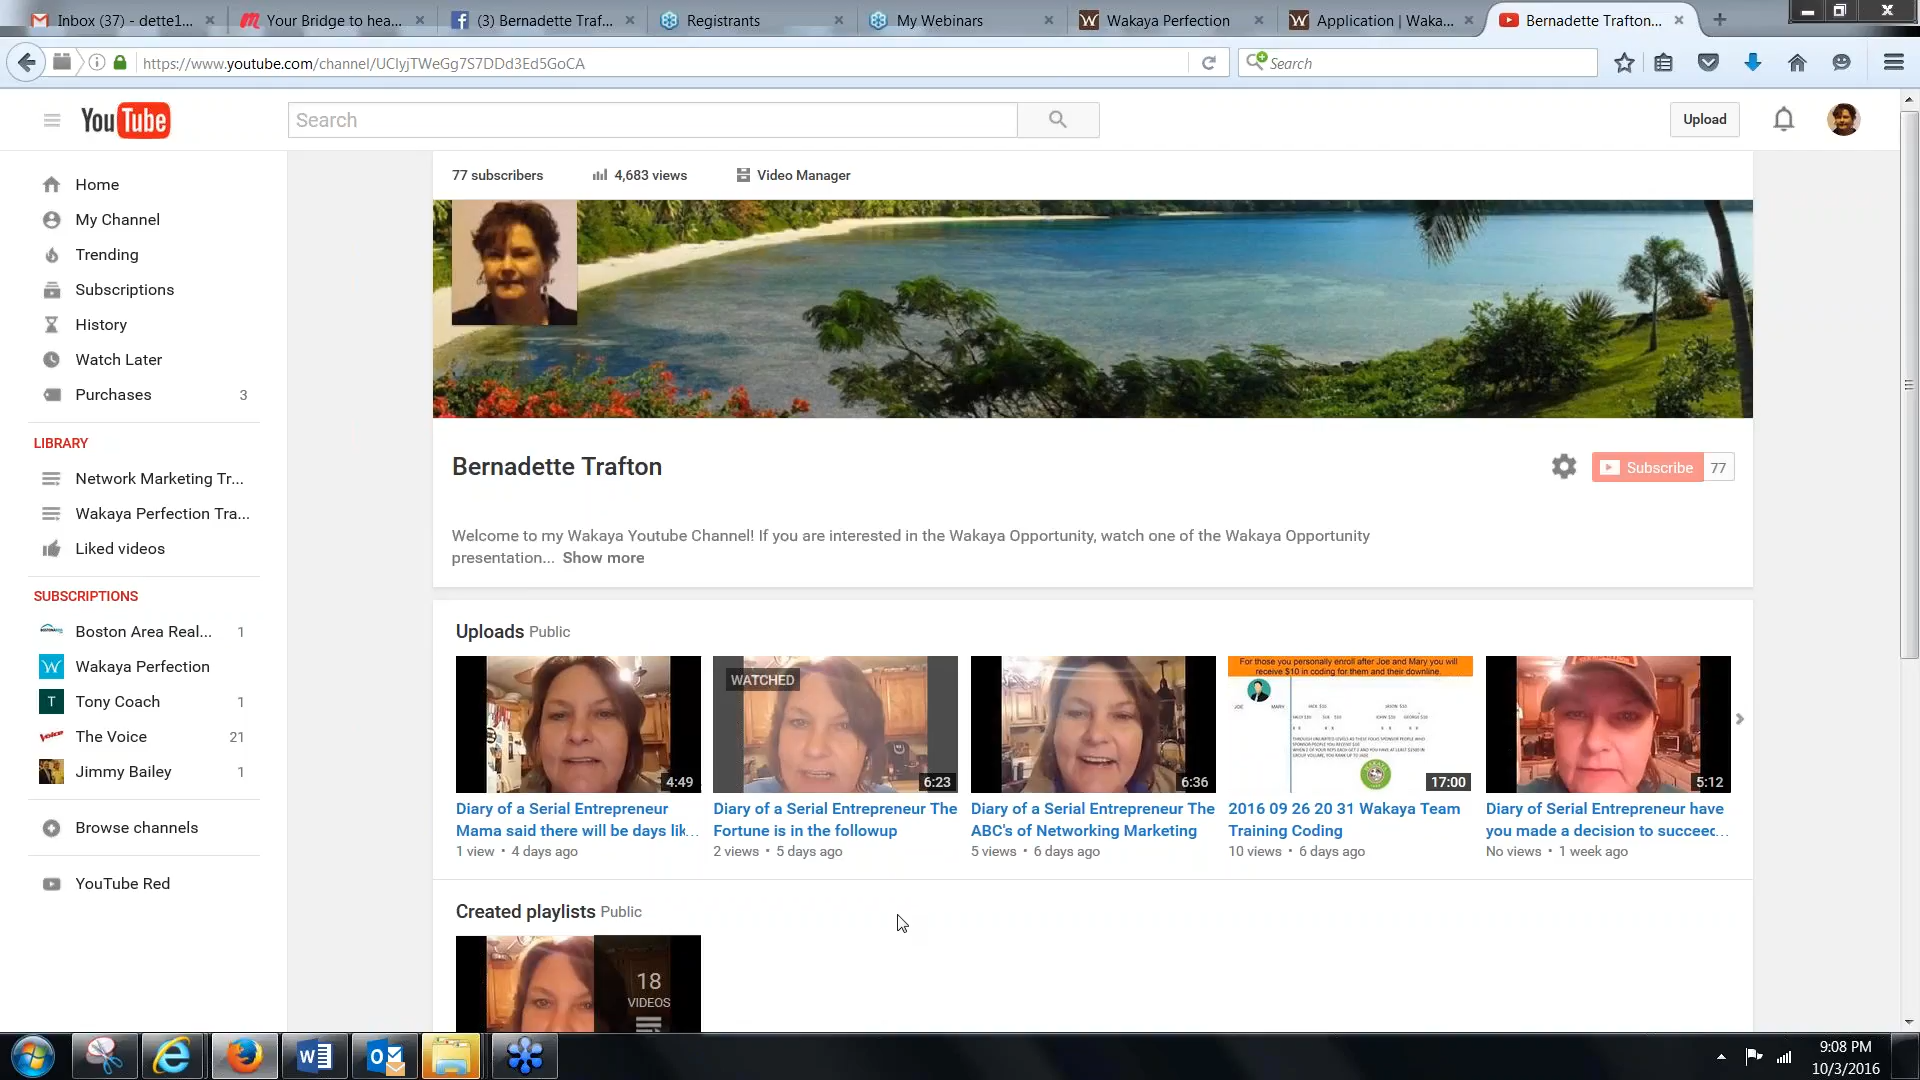 Inbox (37) - dette1...
Your Bridge to hea...
(3) Bernadette Traf...
Registrants
My Webinars
Wakaya Perfection
Application | Waka...
Bernadette Trafton...
https://www.youtube.com/channel/UCIyjTWeGg7S7DDd3Ed5GoCA
Search
YouTube
Search
Upload
Home
My Channel
Trending
Subscriptions
History
Watch Later
Purchases 3
LIBRARY
Network Marketing Tr...
Wakaya Perfection Tra...
Liked videos
SUBSCRIPTIONS
Boston Area Real... 1
Wakaya Perfection
T Tony Coach 1
The Voice 21
Jimmy Bailey 1
Browse channels
YouTube Red
77 subscribers
4,683 views
Video Manager
Bernadette Trafton
Subscribe 77
Welcome to my Wakaya Youtube Channel! If you are interested in the Wakaya Opportunity, watch one of the Wakaya Opportunity
presentation... Show more
Uploads Public
4:49
Diary of a Serial Entrepreneur
Mama said there will be days lik...
1 view • 4 days ago
WATCHED
6:23
Diary of a Serial Entrepreneur The
Fortune is in the followup
2 views • 5 days ago
6:36
Diary of a Serial Entrepreneur The
ABC's of Networking Marketing
5 views • 6 days ago
For those you personally enroll after Joe and Mary you will
receive $10 in coding for them and their downline.
JOE MARY
17:00
2016 09 26 20 31 Wakaya Team
Training Coding
10 views • 6 days ago
5:12
Diary of Serial Entrepreneur have
you made a decision to succeec...
No views • 1 week ago
Created playlists Public
18
VIDEOS
9:08 PM
10/3/2016